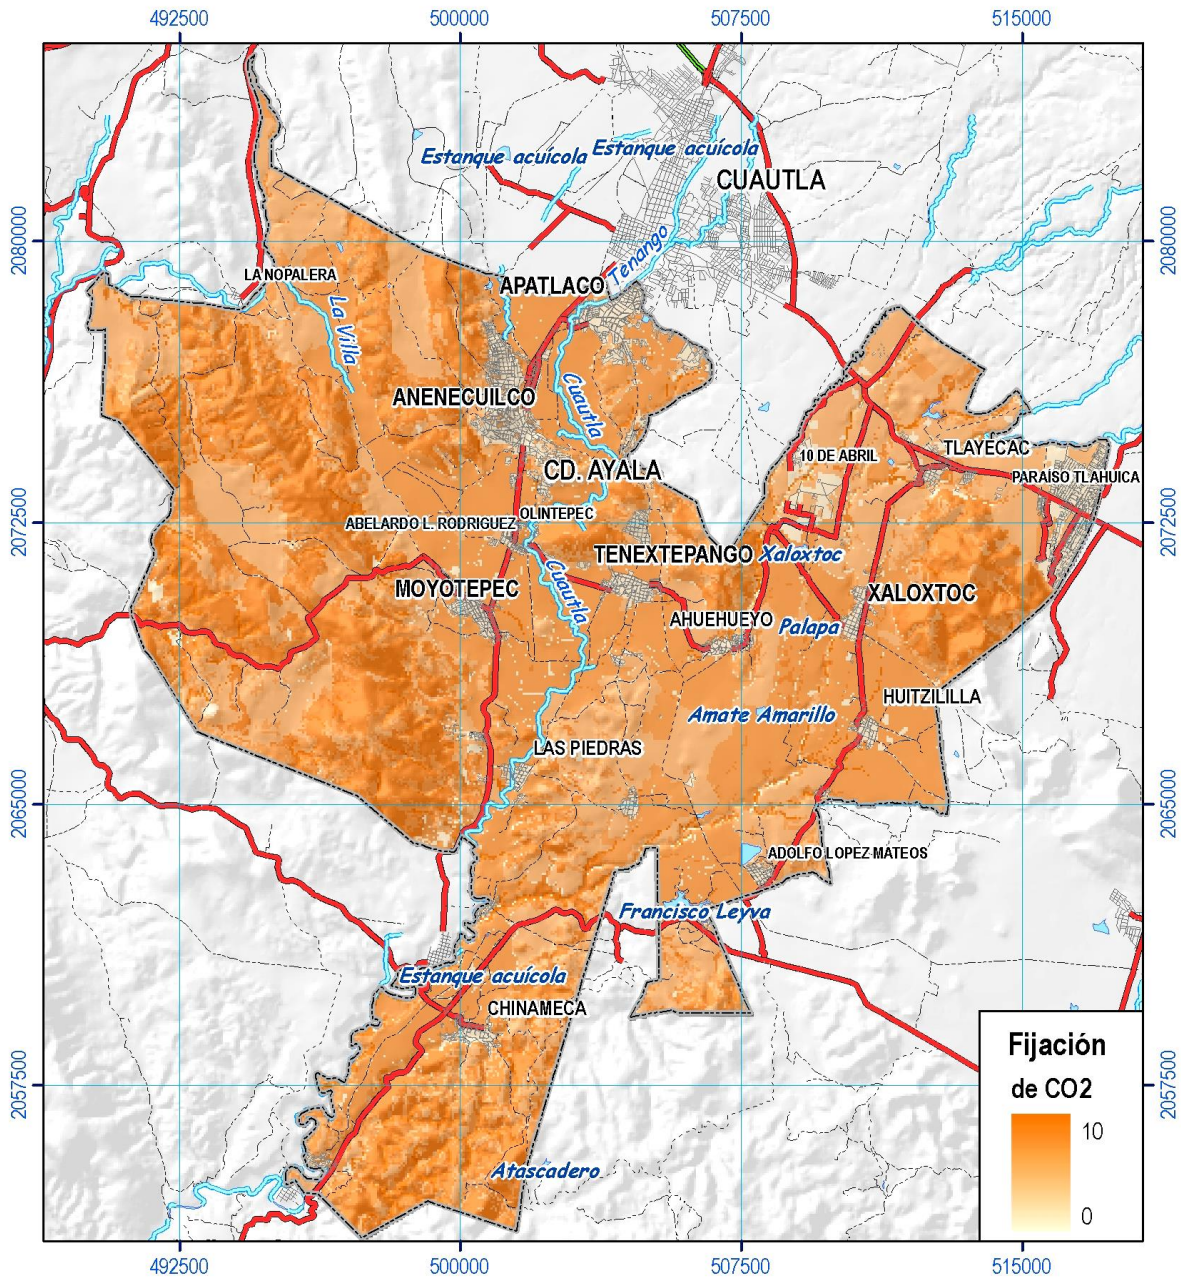 492500
500000
507500
515000
Estanque acuícola
Estanque acuícola
CUAUTLA
2080000
2080000
Tenango
LA NOPALERA
APATLACO
La Villa
ANENECUILCO
Cuautla
TLAYECAC
10 DE ABRIL
CD. AYALA
PARAISO TLAHUICA
OLINTEPEC
2072500
2072500
ABELARDO L. RODRIGUEZ
TENEXTEPANGO
Xaloxtoc
MOYOTEPEC
Cuautla
XALOXTOC
AHUEHUEYO
Palapa
HUITZILILLA
Amate Amarillo
LAS PIEDRAS
2065000
2065000
ADOLFO LOPEZ MATEOS
Francisco Leyva
Estanque acuícola
CHINAMECA
Fijación
de CO2
2057500
2057500
10
Atascadero
0
492500
500000
507500
515000